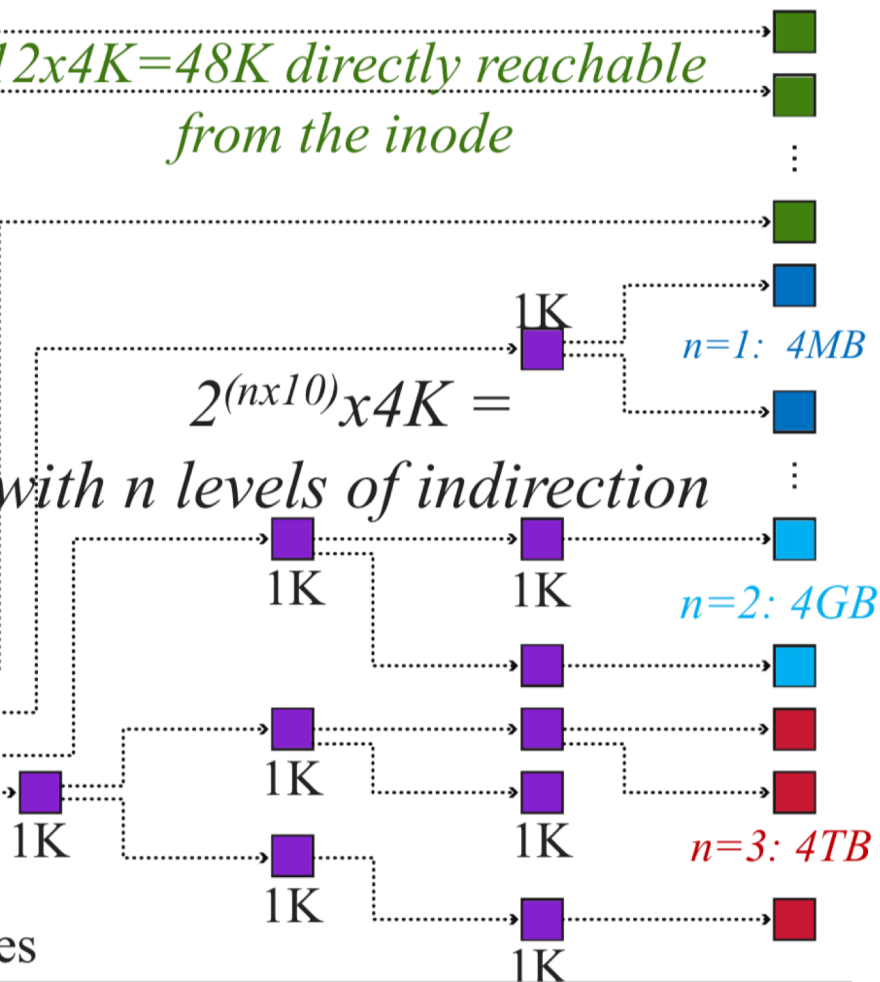 12x4K=48K directly reachable
from the inode
1K
n=1: 4MB
2^(nx10)x4K =
with n levels of indirection
1K
1K
n=2: 4GB
1K
1K
1K
n=3: 4TB
1K
es
1K